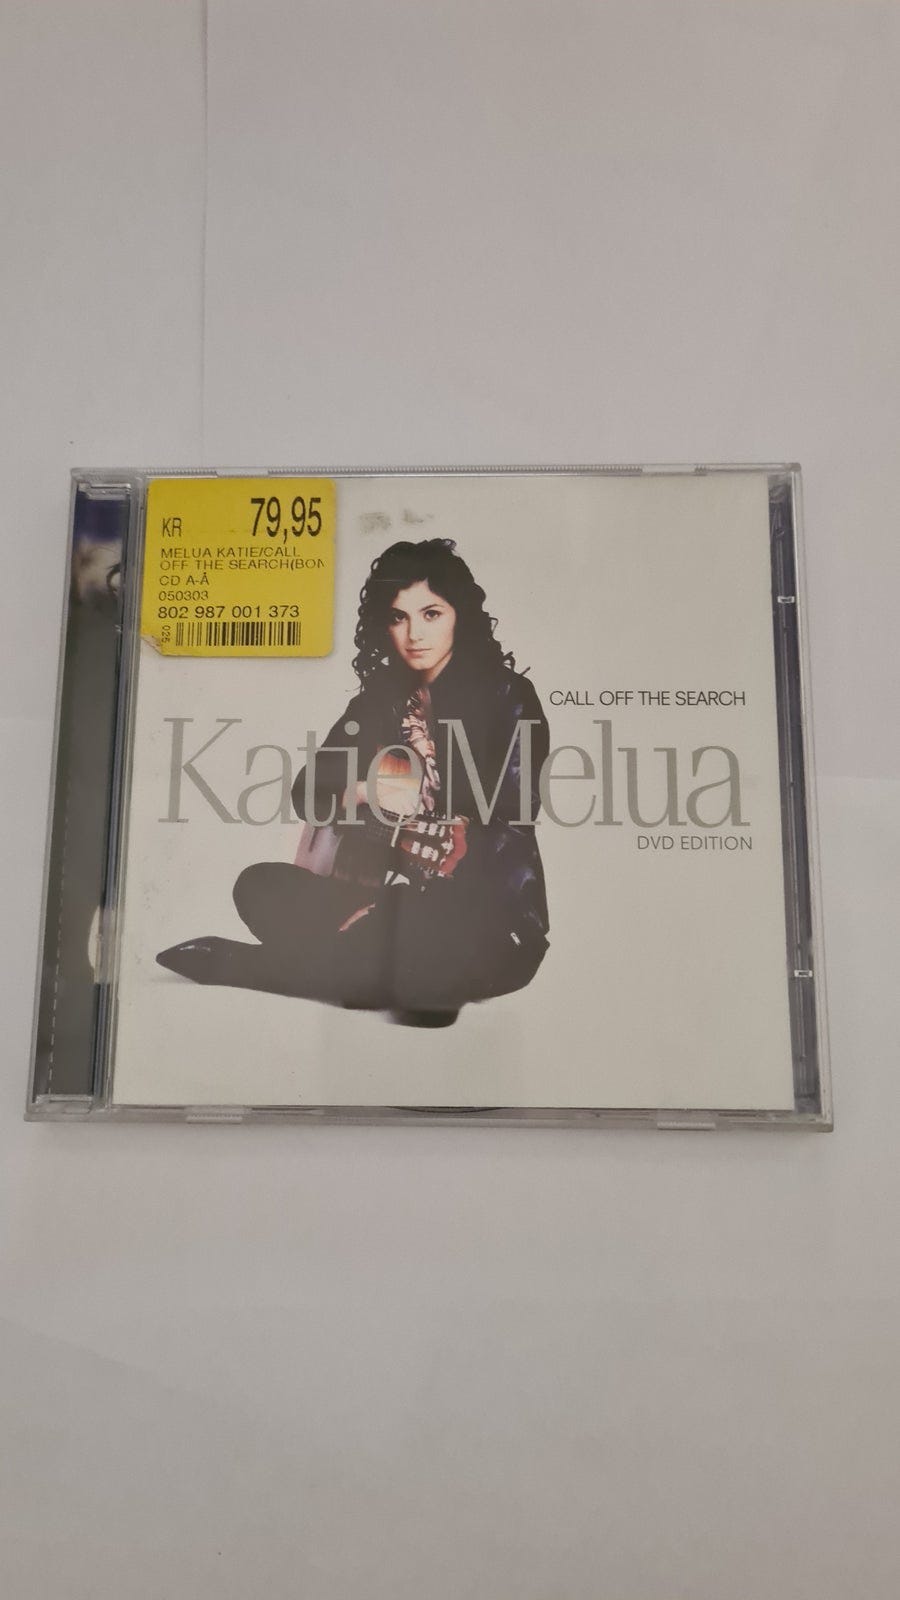 KR 79,95
MELUA KATIE/CALL
OFF THE SEARCH(BON
CD A-Å
050303
802 987 001 373
025
CALL OFF THE SEARCH
Katie Melua
DVD EDITION